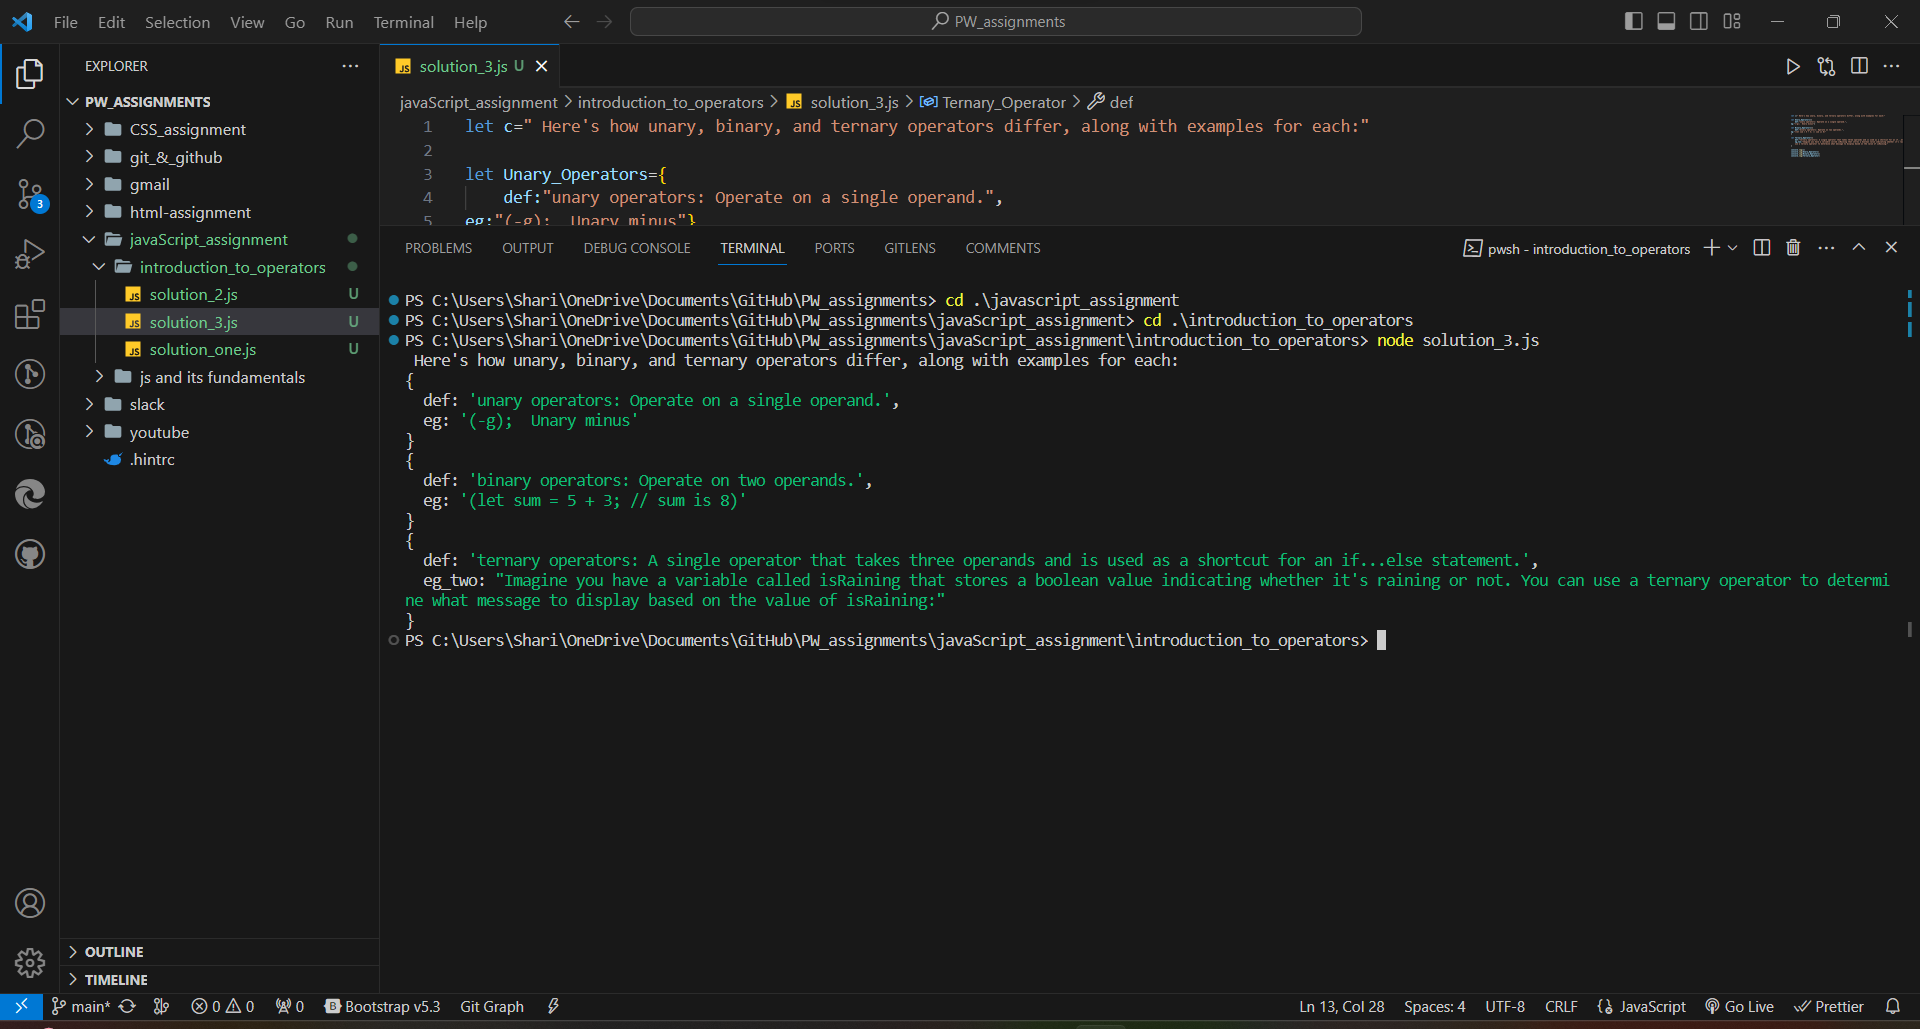 File Edit Selection View Go Run Terminal Help
PW_assignments
EXPLORER
PW_ASSIGNMENTS
CSS_assignment
git_&_github
gmail
html-assignment
javaScript_assignment
introduction_to_operators
solution_2.js U
solution_3.js U
solution_one.js U
js and its fundamentals
slack
youtube
.hintrc
OUTLINE
TIMELINE
3
solution_3.js U
javaScript_assignment > introduction_to_operators > solution_3.js > Ternary_Operator > def
1 let c=" Here's how unary, binary, and ternary operators differ, along with examples for each:"
2
3 let Unary_Operators={
4 def:"unary operators: Operate on a single operand.",
5 eg:"(-g);  Unary minus"}
PROBLEMS OUTPUT DEBUG CONSOLE TERMINAL PORTS GITLENS COMMENTS
pwsh - introduction_to_operators
PS C:\Users\Shari\OneDrive\Documents\GitHub\PW_assignments> cd .\javascript_assignment
PS C:\Users\Shari\OneDrive\Documents\GitHub\PW_assignments\javaScript_assignment> cd .\introduction_to_operators
PS C:\Users\Shari\OneDrive\Documents\GitHub\PW_assignments\javaScript_assignment\introduction_to_operators> node solution_3.js
Here's how unary, binary, and ternary operators differ, along with examples for each:
{
def: 'unary operators: Operate on a single operand.',
eg: '(-g);  Unary minus'
}
{
def: 'binary operators: Operate on two operands.',
eg: '(let sum = 5 + 3; // sum is 8)'
}
{
def: 'ternary operators: A single operator that takes three operands and is used as a shortcut for an if...else statement.',
eg_two: "Imagine you have a variable called isRaining that stores a boolean value indicating whether it's raining or not. You can use a ternary operator to determi
ne what message to display based on the value of isRaining:"
}
PS C:\Users\Shari\OneDrive\Documents\GitHub\PW_assignments\javaScript_assignment\introduction_to_operators>
main* 0 0 0 Bootstrap v5.3 Git Graph Ln 13, Col 28 Spaces: 4 UTF-8 CRLF {} JavaScript Go Live Prettier